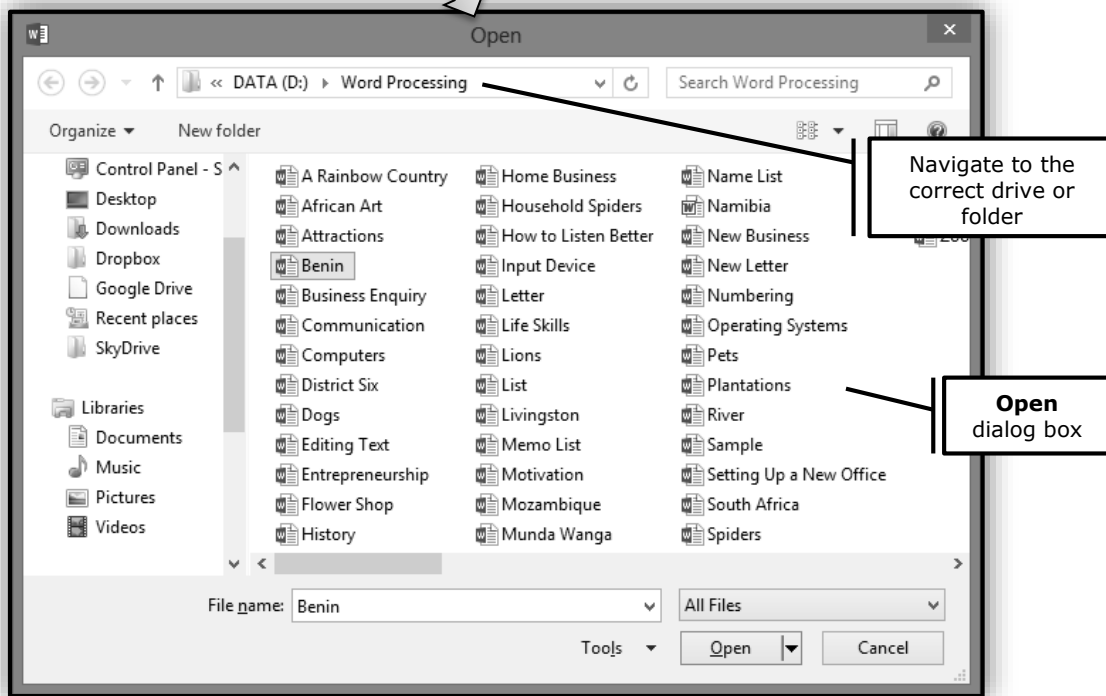 Open
« DATA (D:) ▸ Word Processing
Search Word Processing
Organize
New folder
Control Panel - S
Desktop
Downloads
Dropbox
Google Drive
Recent places
SkyDrive
Libraries
Documents
Music
Pictures
Videos
A Rainbow Country
African Art
Attractions
Benin
Business Enquiry
Communication
Computers
District Six
Dogs
Editing Text
Entrepreneurship
Flower Shop
History
Home Business
Household Spiders
How to Listen Better
Input Device
Letter
Life Skills
Lions
List
Livingston
Memo List
Motivation
Mozambique
Munda Wanga
Name List
Namibia
New Business
New Letter
Numbering
Operating Systems
Pets
Plantations
River
Sample
Setting Up a New Office
South Africa
Spiders
Navigate to the
correct drive or
folder
Open
dialog box
File name: Benin
All Files
Tools
Open
Cancel